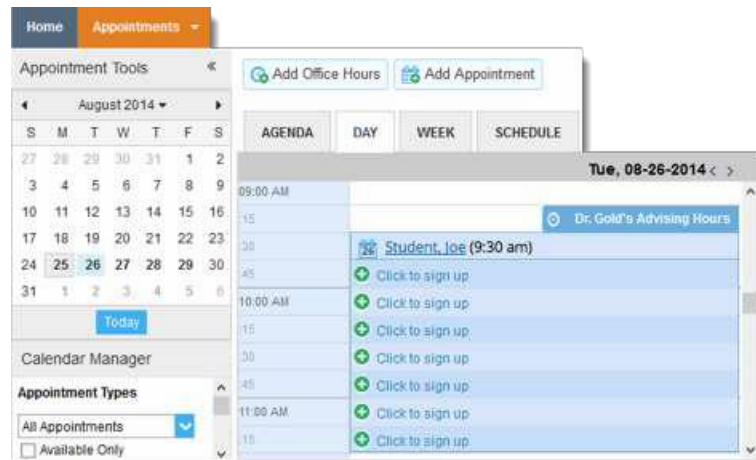 Home Appointments
Appointment Tools «
August 2014
S M T W T F S
27 28 29 30 31 1 2
3 4 5 6 7 8 9
10 11 12 13 14 15 16
17 18 19 20 21 22 23
24 25 26 27 28 29 30
31 1 2 3 4 5 6
Today
Calendar Manager
Appointment Types
All Appointments
Available Only
Add Office Hours Add Appointment
AGENDA DAY WEEK SCHEDULE
Tue, 08-26-2014 < >
09:00 AM
15 Dr. Gold's Advising Hours
30 Student, Joe (9:30 am)
45 Click to sign up
10:00 AM Click to sign up
15 Click to sign up
30 Click to sign up
45 Click to sign up
11:00 AM Click to sign up
15 Click to sign up